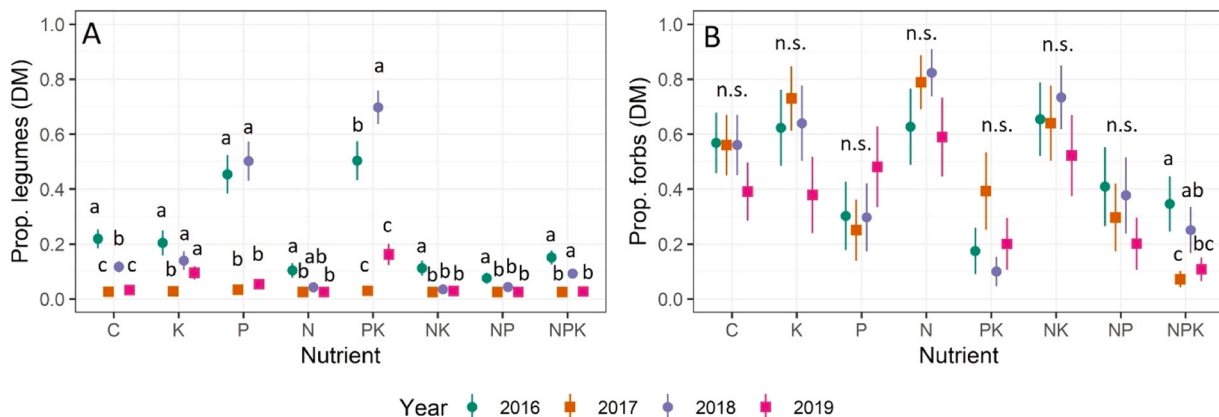 A
Prop. legumes (DM)
1.0
0.8
0.6
0.4
0.2
0.0
a
b
c c
a
a
b a
a a
b b
a
ab
b b
a
b
c
c
a
b b b
a
b b b
a a
b b
C K P N PK NK NP NPK
Nutrient
B
Prop. forbs (DM)
1.0
0.8
0.6
0.4
0.2
0.0
n.s.
n.s.
n.s.
n.s.
n.s.
n.s.
n.s.
a
ab
bc
c
C K P N PK NK NP NPK
Nutrient
Year 2016 2017 2018 2019